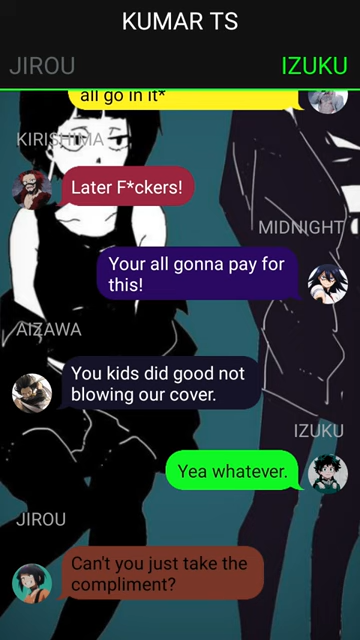 KUMAR TS
JIROU
IZUKU
all go in it*
KIRISHIMA
Later F*ckers!
MIDNIGHT
Your all gonna pay for
this!
AIZAWA
You kids did good not
blowing our cover.
IZUKU
Yea whatever.
JIROU
Can't you just take the
compliment?